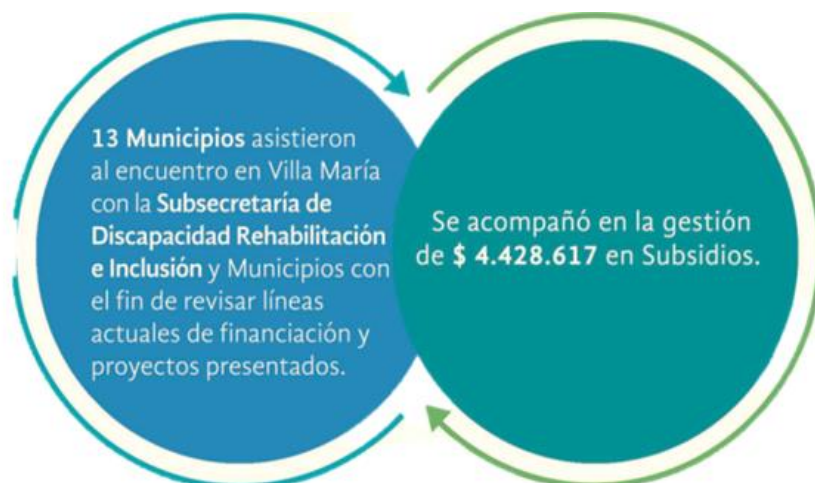 13 Municipios asistieron
al encuentro en Villa María
con la Subsecretaría de
Discapacidad Rehabilitación
e Inclusión y Municipios con
el fin de revisar líneas
actuales de financiación y
proyectos presentados.
Se acompañó en la gestión
de $ 4.428.617 en Subsidios.